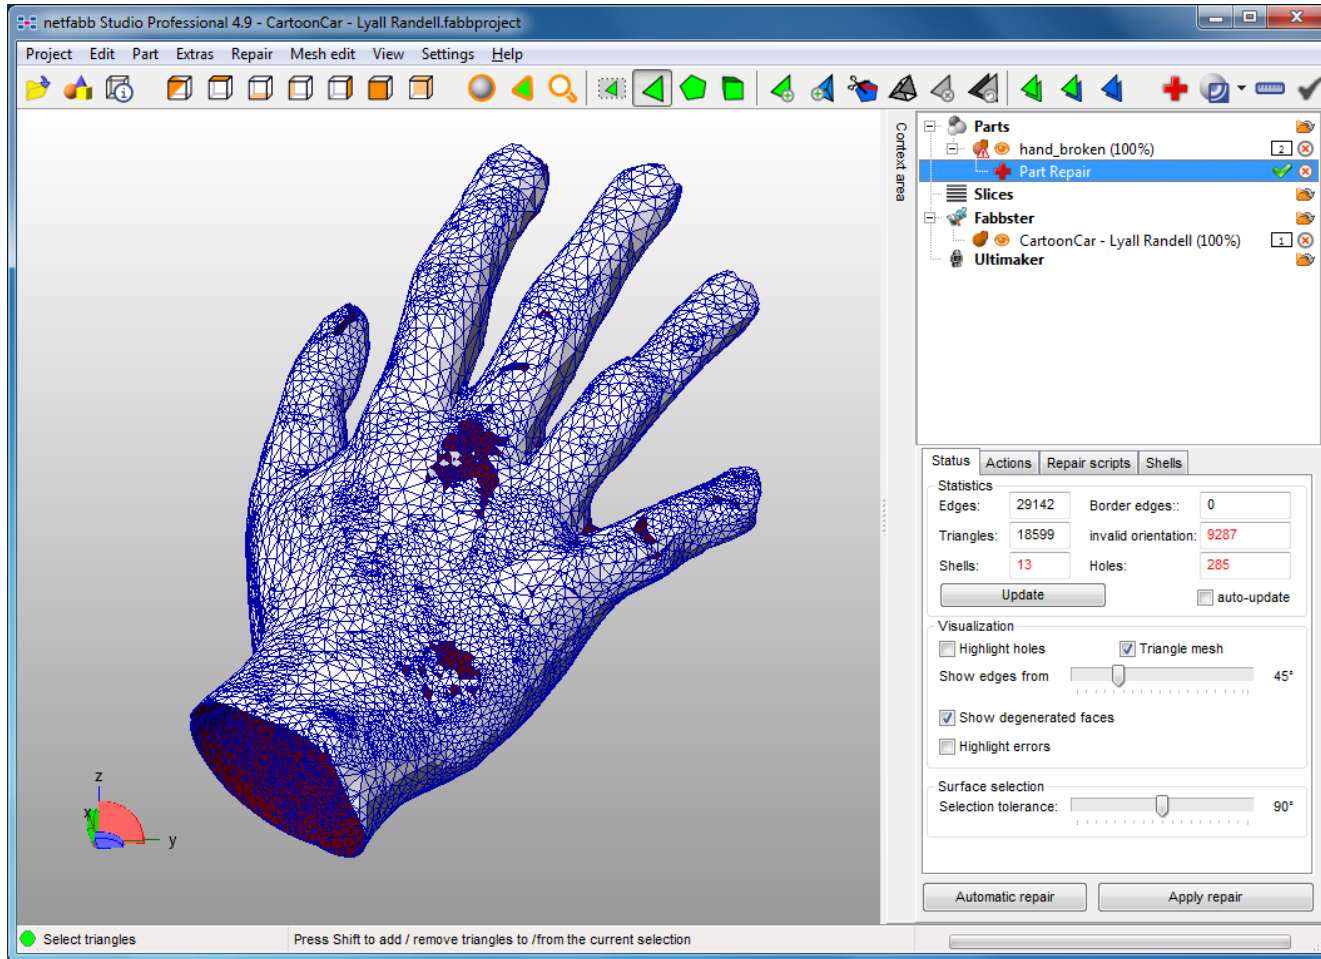 netfabb Studio Professional 4.9 - CartoonCar - Lyall Randell.fabbproject
Project Edit Part Extras Repair Mesh edit View Settings Help
Context area
Parts
hand_broken (100%) 2
Part Repair
Slices
Fabbster
CartoonCar - Lyall Randell (100%) 1
Ultimaker
Status Actions Repair scripts Shells
Statistics
Edges: 29142 Border edges:: 0
Triangles: 18599 invalid orientation: 9287
Shells: 13 Holes: 285
Update auto-update
Visualization
Highlight holes Triangle mesh
Show edges from 45°
Show degenerated faces
Highlight errors
Surface selection
Selection tolerance: 90°
Automatic repair Apply repair
z
x
y
Select triangles Press Shift to add / remove triangles to /from the current selection